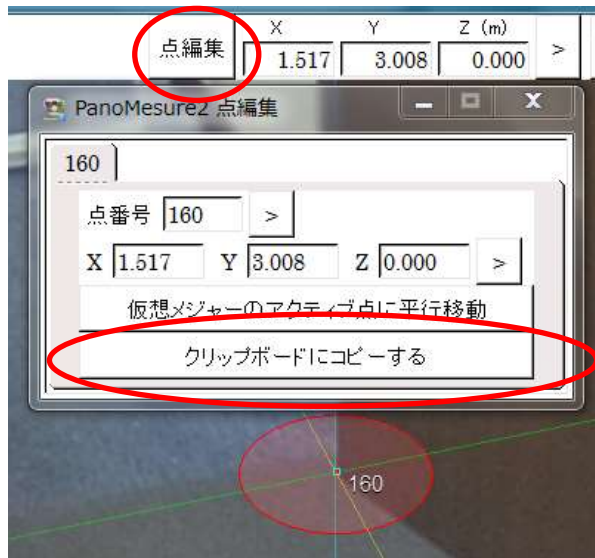 X Y Z (m)
点編集 1.517 3.008 0.000 >
PanoMesure2 点編集
160
点番号 160 >
X 1.517 Y 3.008 Z 0.000 >
仮想メジャーのアクティブ点に平行移動
クリップボードにコピーする
160